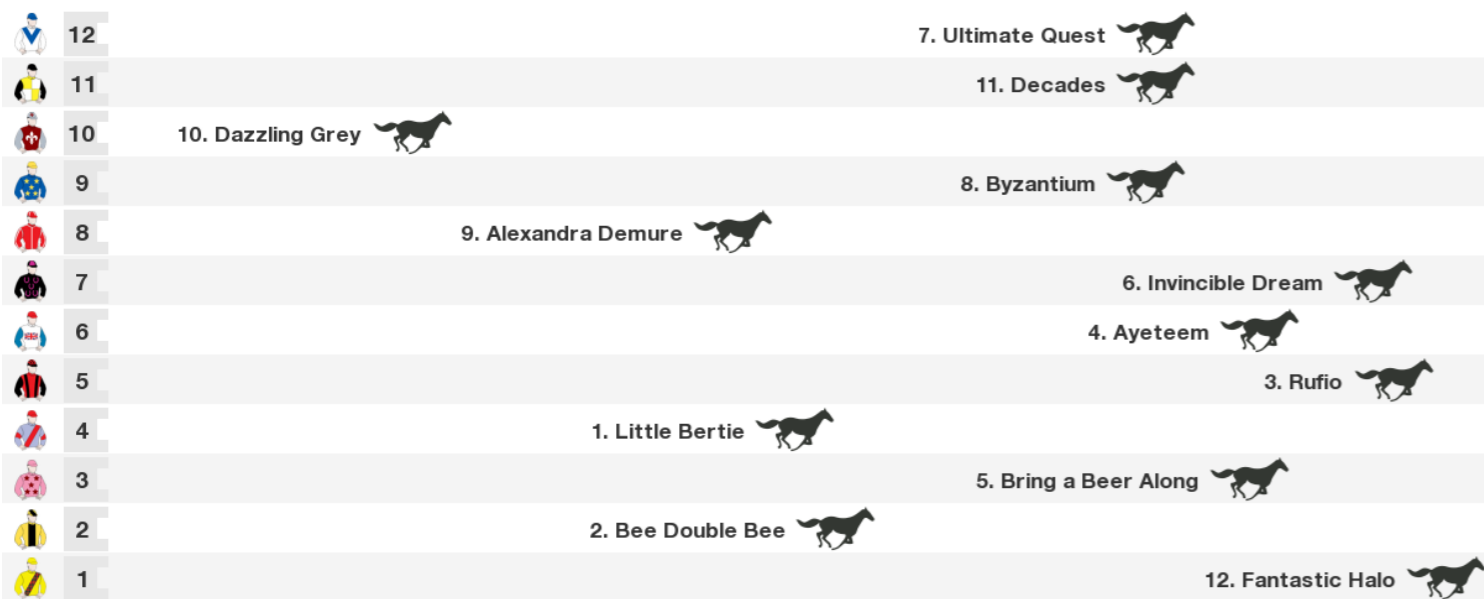 12 7. Ultimate Quest
11 11. Decades
10 10. Dazzling Grey
9 8. Byzantium
8 9. Alexandra Demure
7 6. Invincible Dream
6 4. Ayeteem
5 3. Rufio
4 1. Little Bertie
3 5. Bring a Beer Along
2 2. Bee Double Bee
1 12. Fantastic Halo